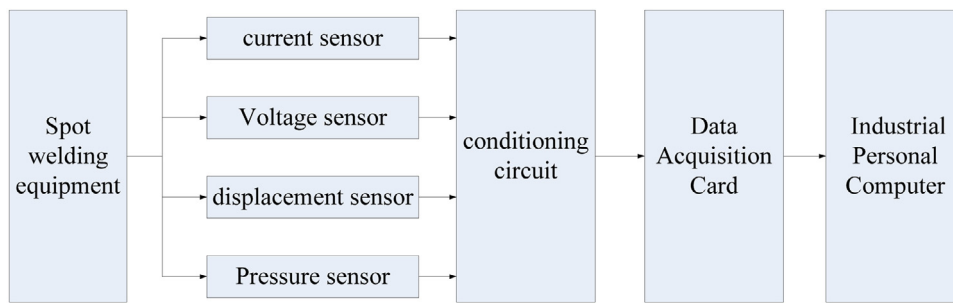 Spot
welding
equipment
current sensor
Voltage sensor
displacement sensor
Pressure sensor
conditioning
circuit
Data
Acquisition
Card
Industrial
Personal
Computer